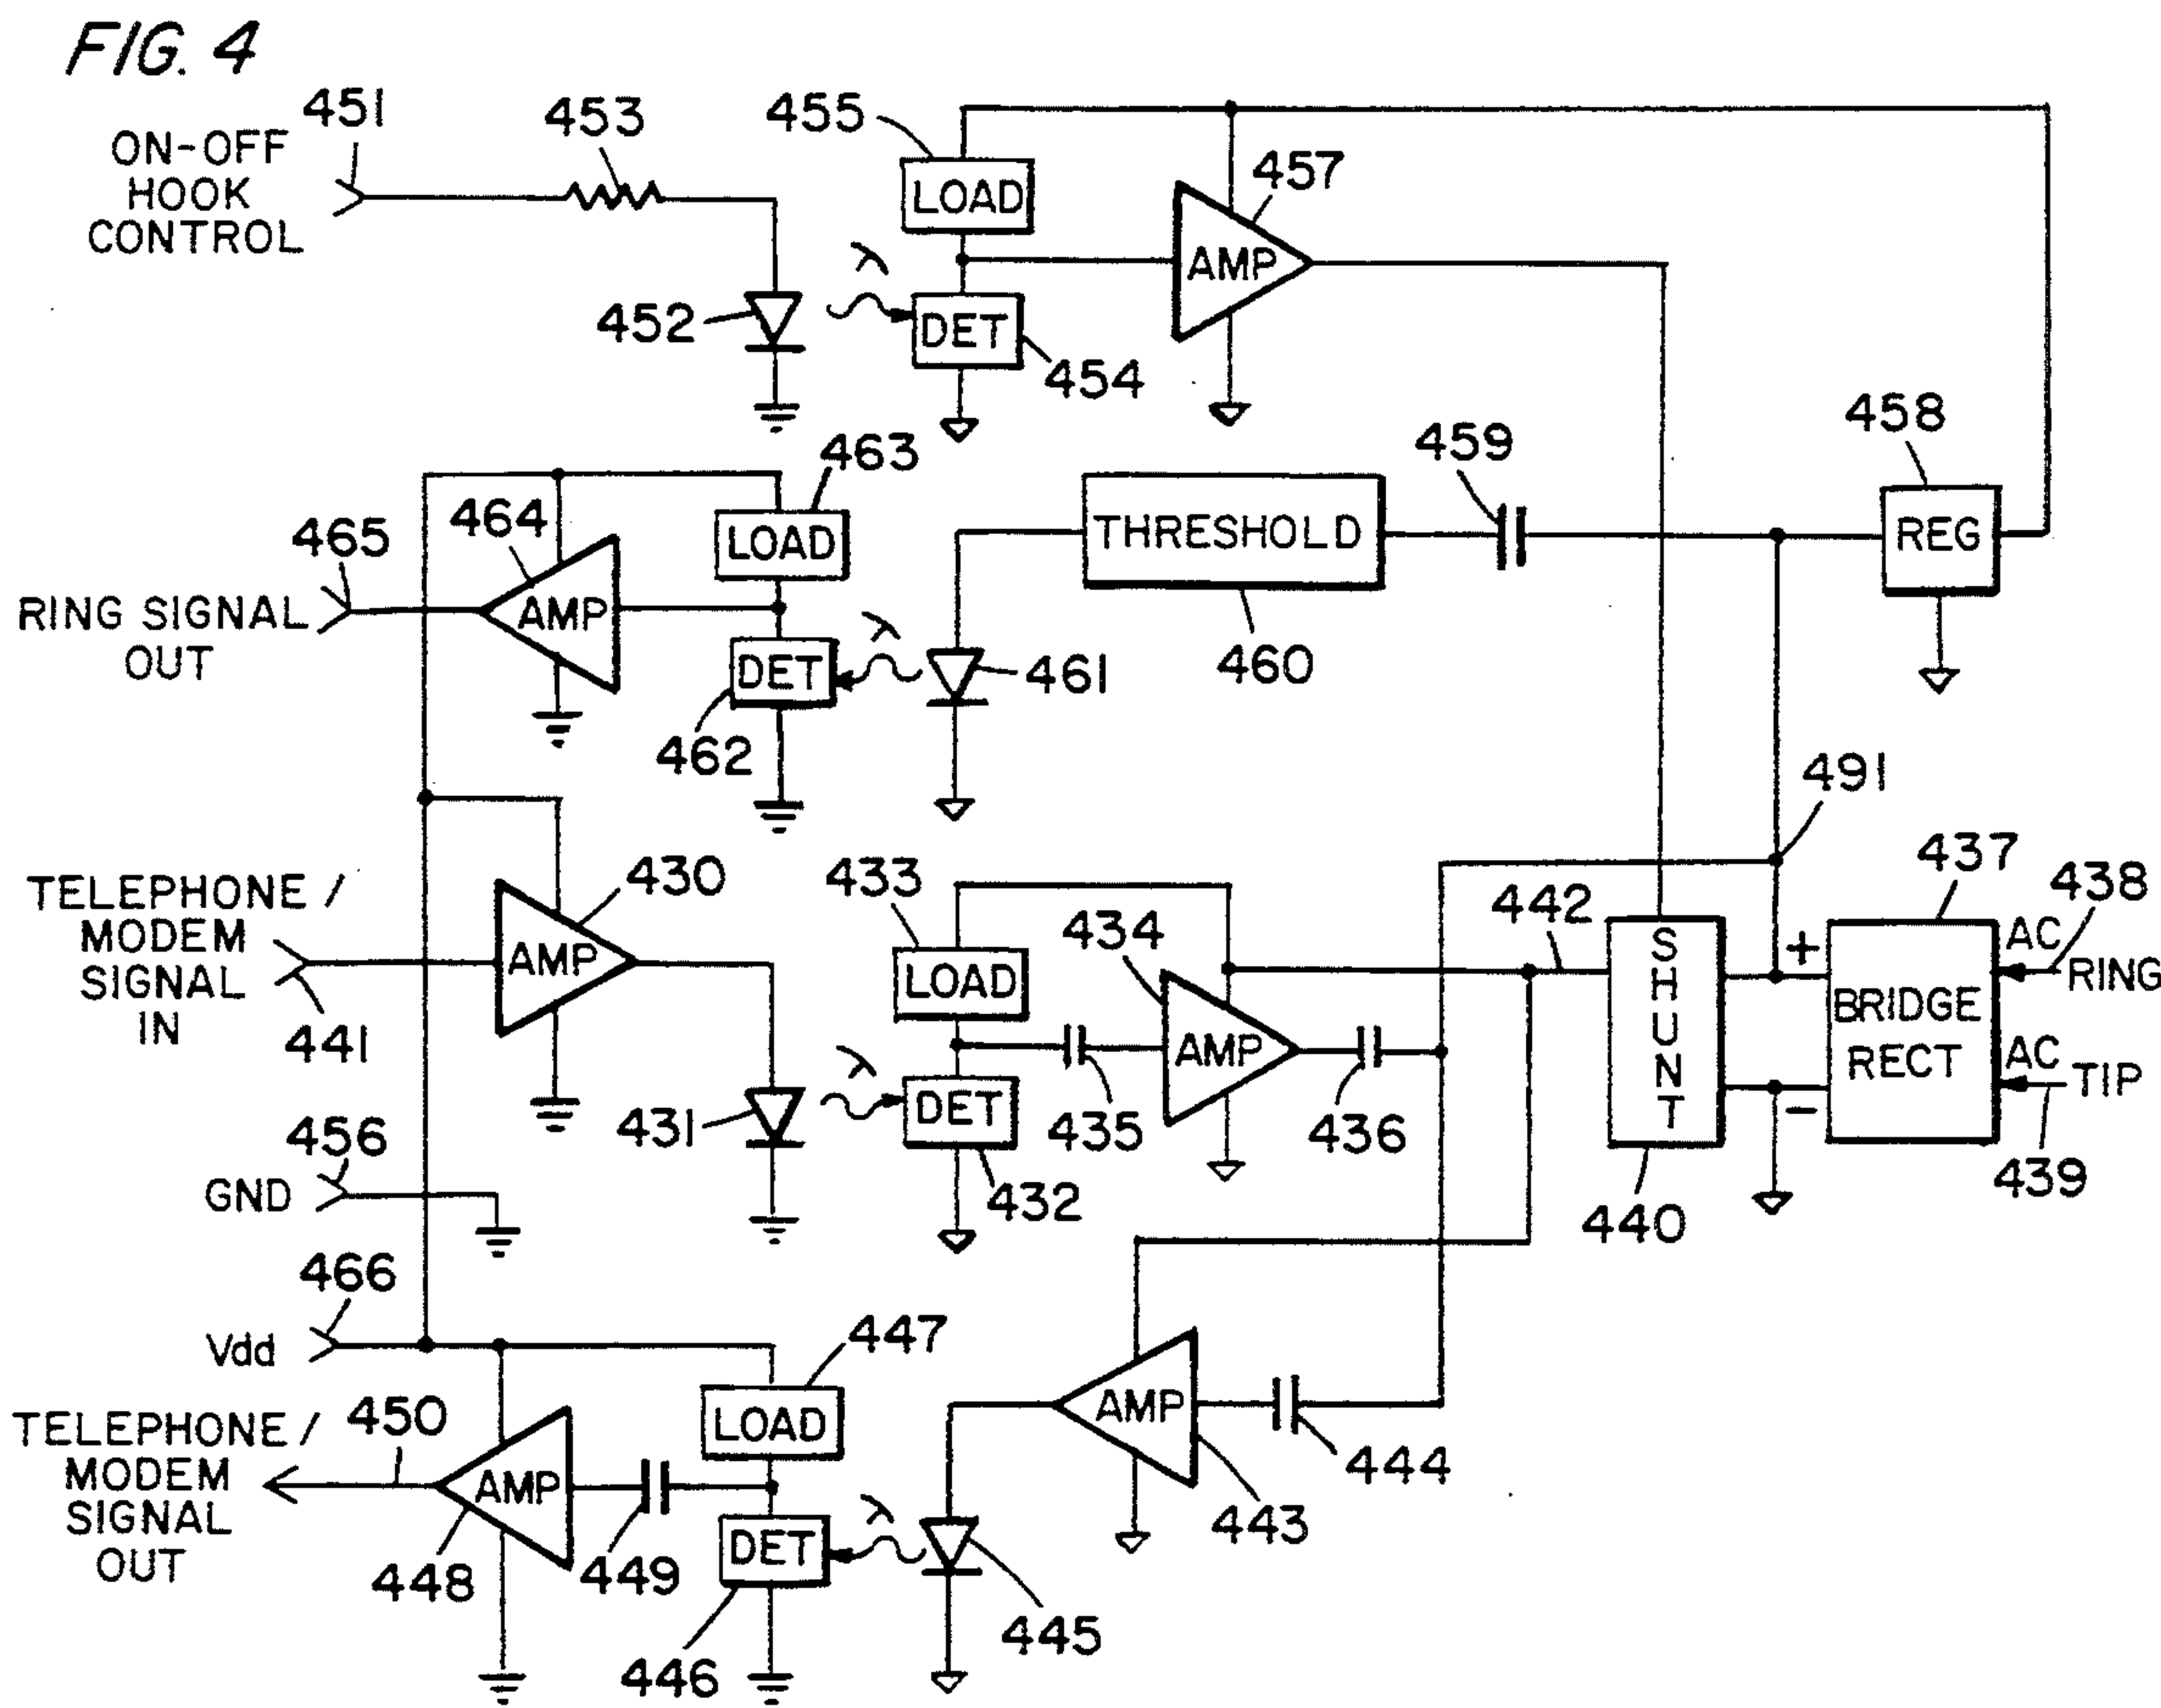 FIG. 4
451
ON-OFF
HOOK
CONTROL
453
452
455
LOAD
457
AMP
λ
DET
454
458
REG
459
THRESHOLD
460
463
LOAD
464
AMP
465
RING SIGNAL
OUT
λ
DET
462
461
491
TELEPHONE /
MODEM
SIGNAL
IN
441
430
AMP
431
433
LOAD
434
AMP
λ
DET
432
435
436
442
SHUNT
440
437
438
+
BRIDGE
RECT
−
AC
RING
AC
TIP
439
456
GND
466
Vdd
447
LOAD
TELEPHONE /
MODEM
SIGNAL
OUT
450
AMP
448
449
λ
DET
446
445
AMP
443
444